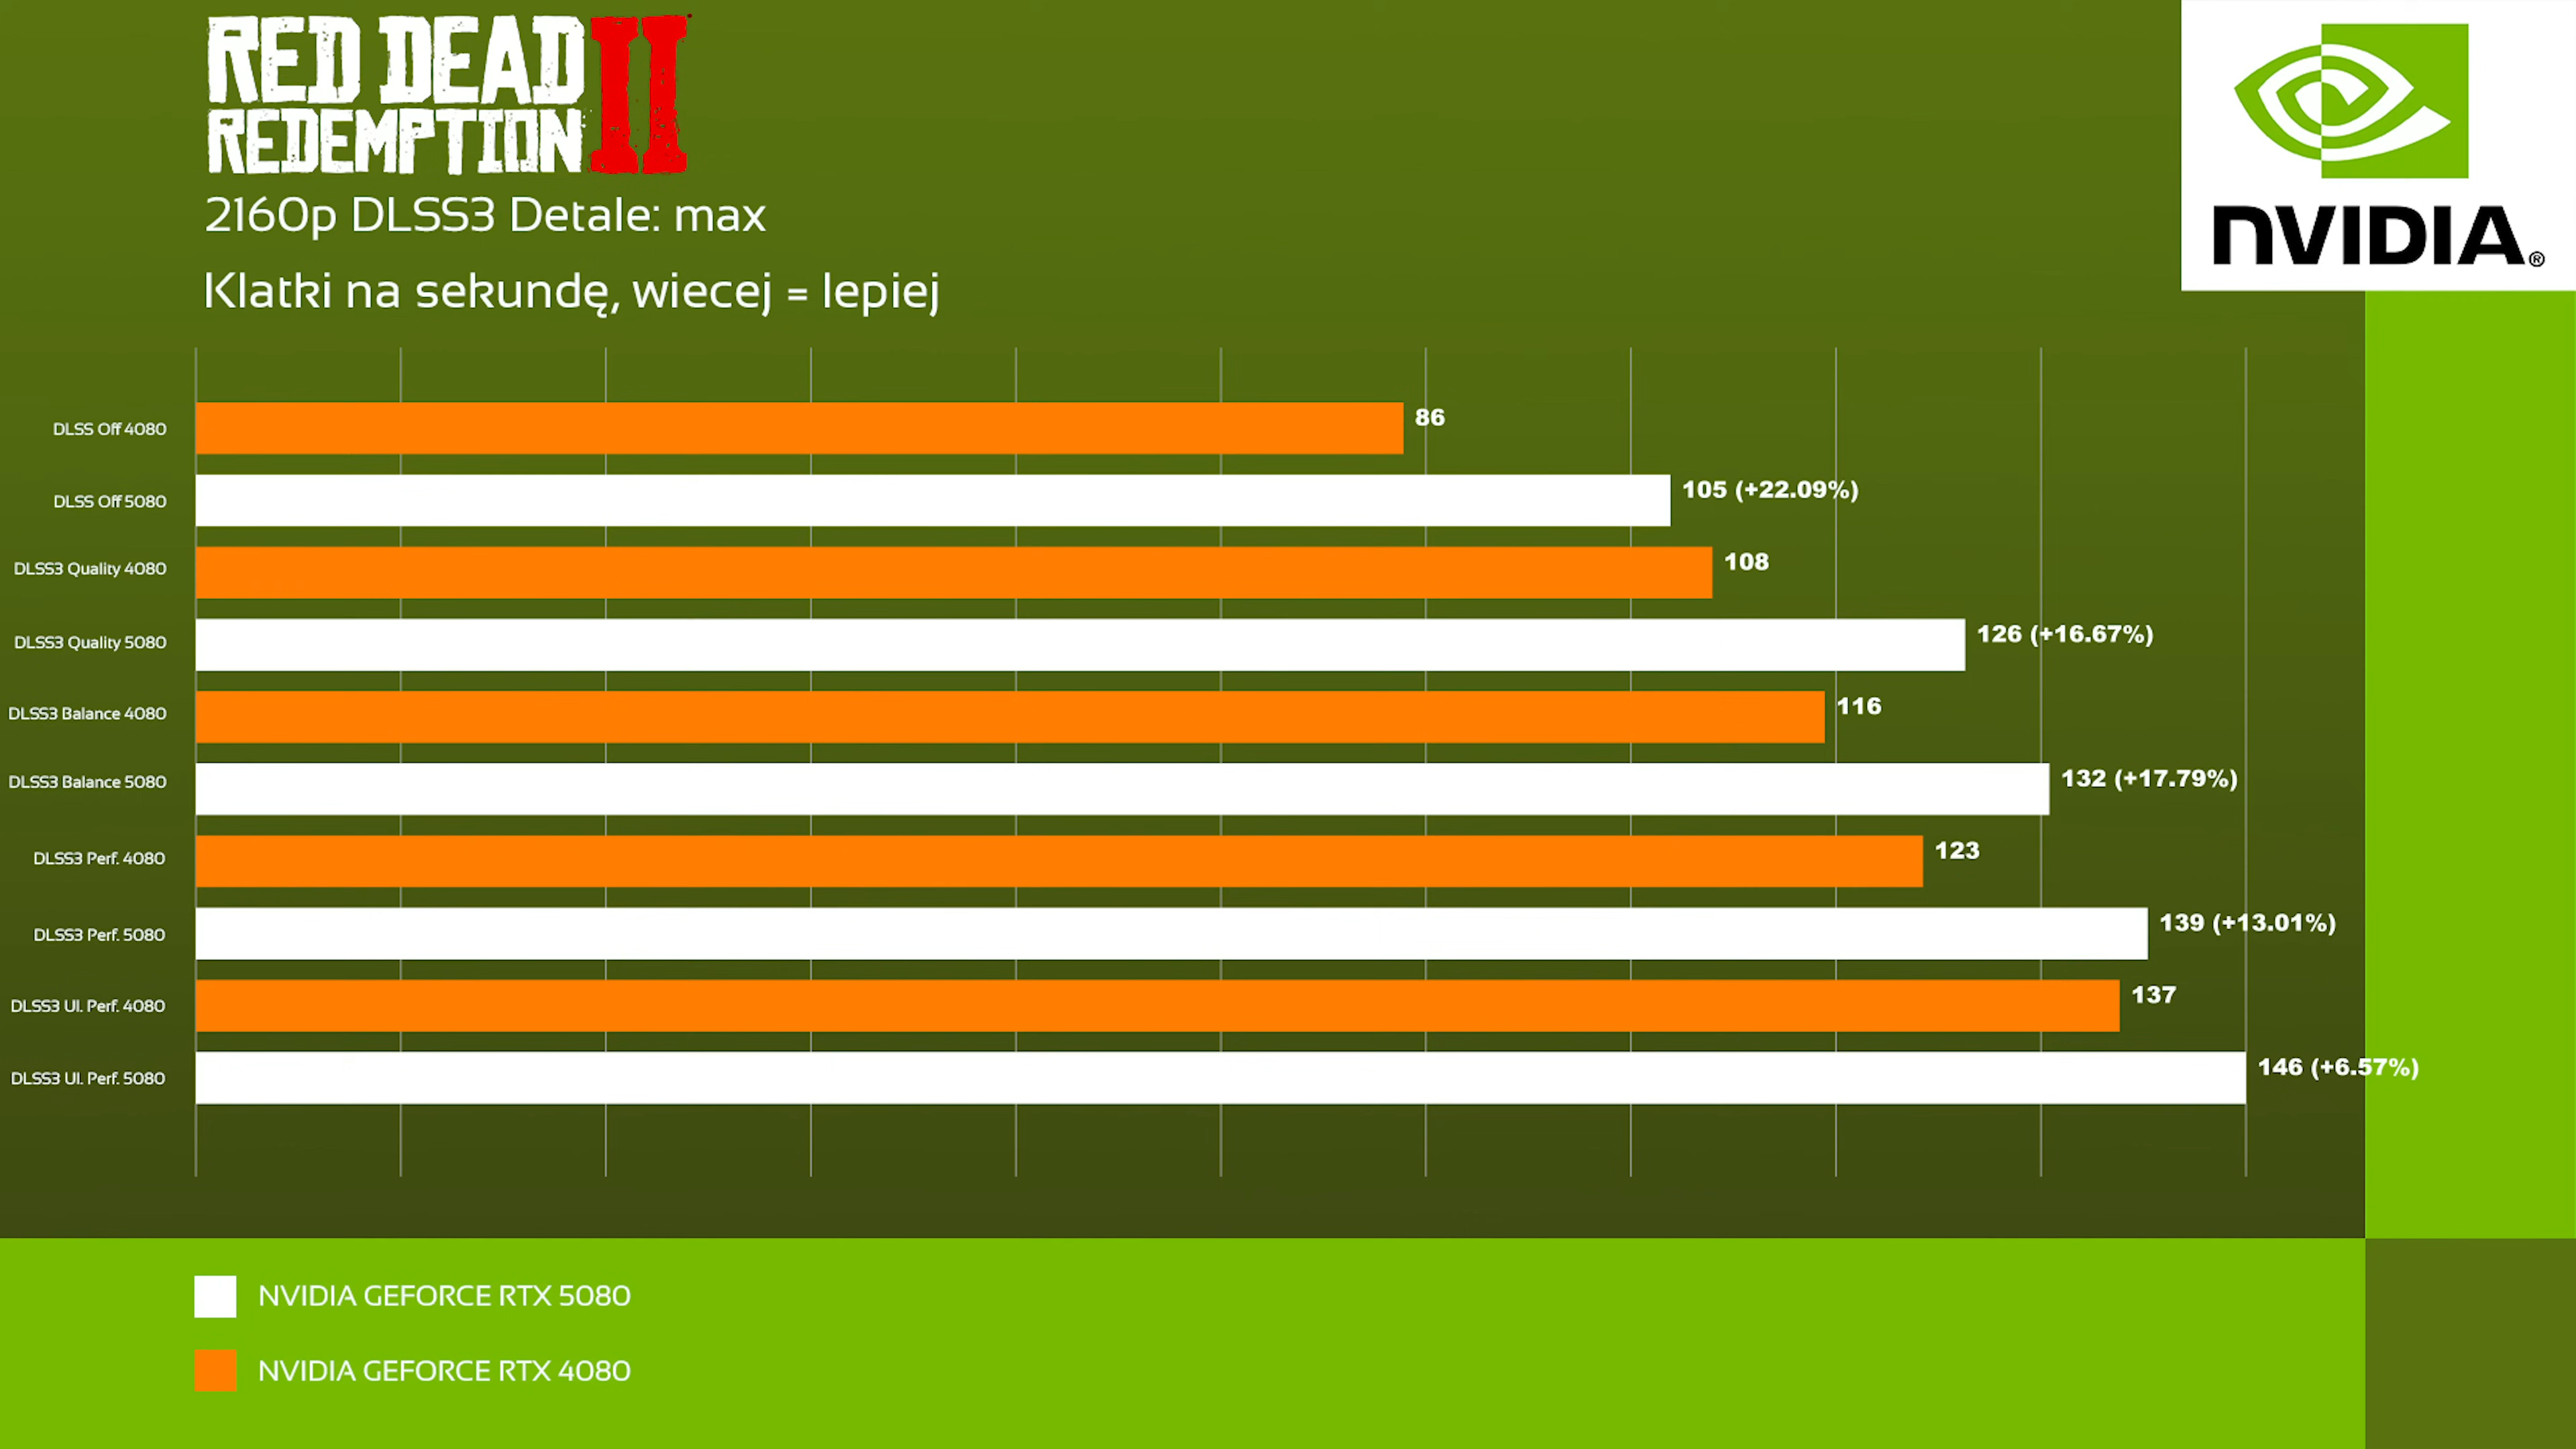 RED DEAD
REDEMPTION II
2160p DLSS3 Detale: max
Klatki na sekundę, wiecej = lepiej
NVIDIA®
DLSS Off 4080 86
DLSS Off 5080 105 (+22.09%)
DLSS3 Quality 4080 108
DLSS3 Quality 5080 126 (+16.67%)
DLSS3 Balance 4080 116
DLSS3 Balance 5080 132 (+17.79%)
DLSS3 Perf. 4080 123
DLSS3 Perf. 5080 139 (+13.01%)
DLSS3 Ul. Perf. 4080 137
DLSS3 Ul. Perf. 5080 146 (+6.57%)
NVIDIA GEFORCE RTX 5080
NVIDIA GEFORCE RTX 4080